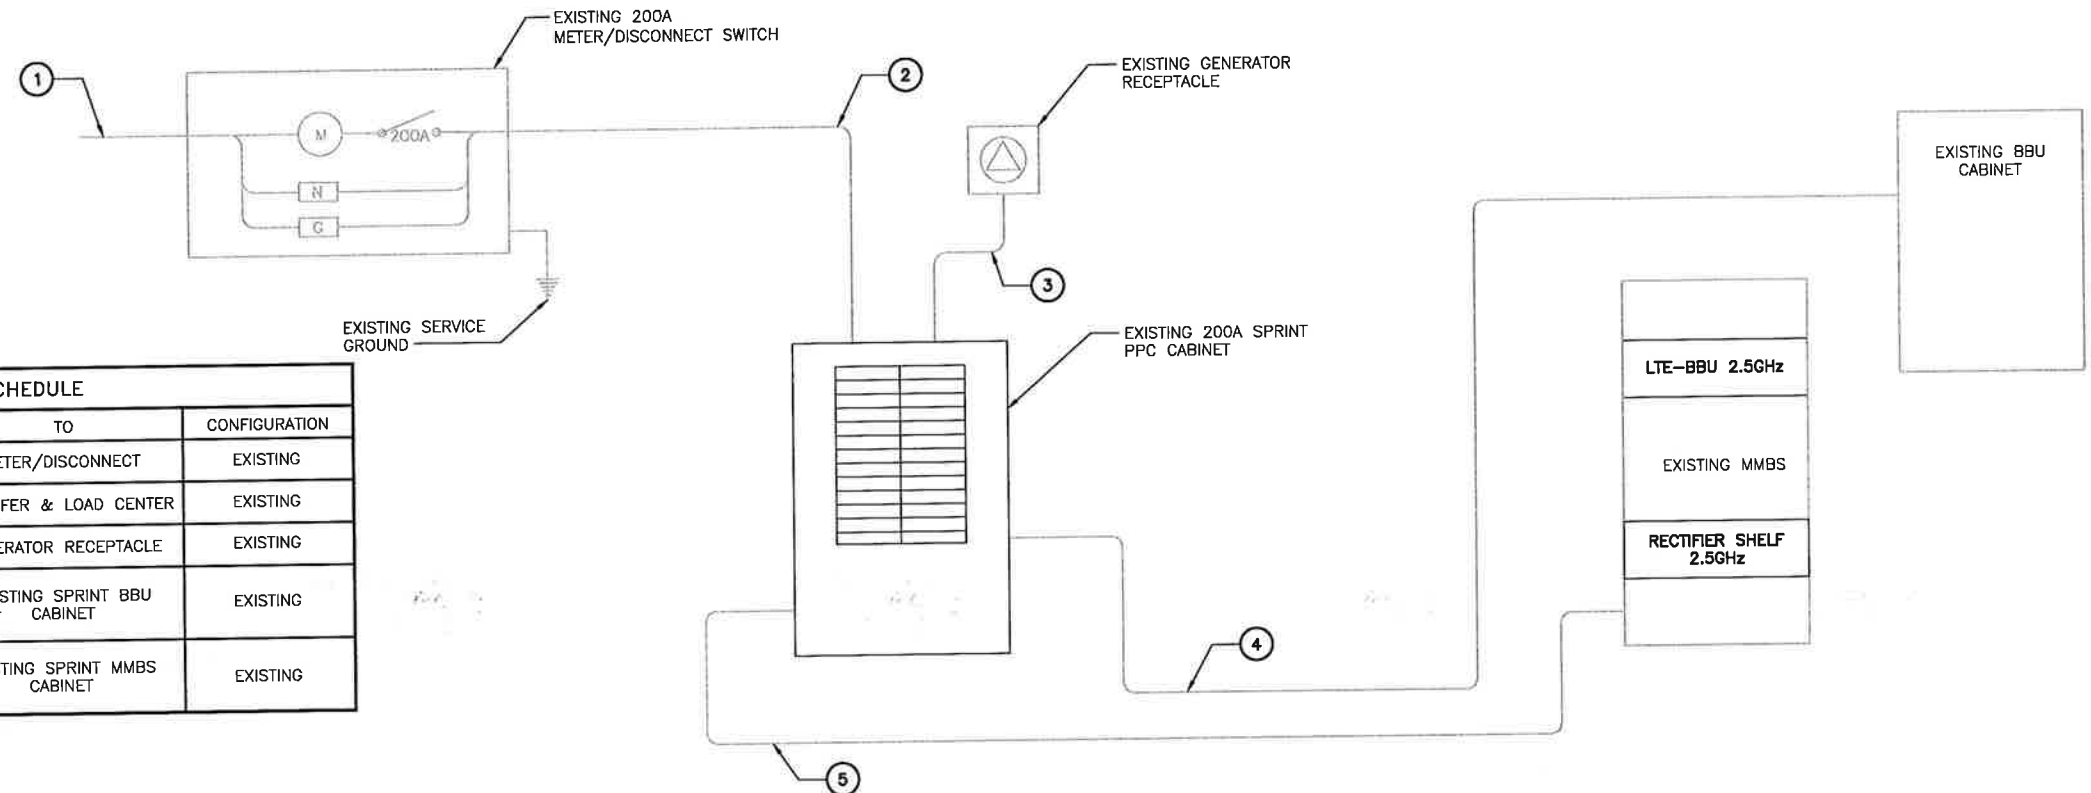 EXISTING 200A
METER/DISCONNECT SWITCH
1
2
EXISTING GENERATOR
RECEPTACLE
M
200A
N
G
EXISTING BBU
CABINET
3
EXISTING SERVICE
GROUND
EXISTING 200A SPRINT
PPC CABINET
LTE-BBU 2.5GHz
EXISTING MMBS
RECTIFIER SHELF
2.5GHz
4
5
CHEDULE
TO
CONFIGURATION
ETER/DISCONNECT
EXISTING
FER & LOAD CENTER
EXISTING
ERATOR RECEPTACLE
EXISTING
STING SPRINT BBU
CABINET
EXISTING
TING SPRINT MMBS
CABINET
EXISTING